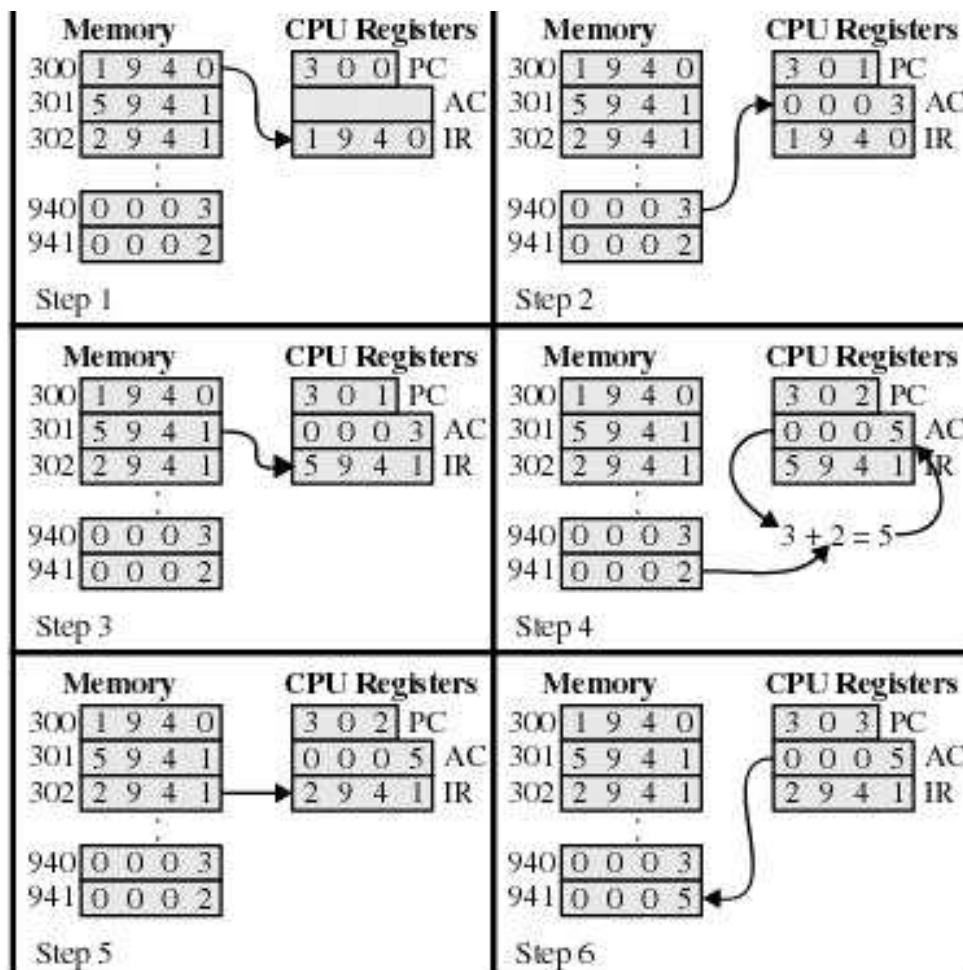 Memory CPU Registers
300 1 9 4 0 3 0 0 PC
301 5 9 4 1 AC
302 2 9 4 1 1 9 4 0 IR
940 0 0 0 3
941 0 0 0 2
Step 1
Memory CPU Registers
300 1 9 4 0 3 0 1 PC
301 5 9 4 1 0 0 0 3 AC
302 2 9 4 1 1 9 4 0 IR
940 0 0 0 3
941 0 0 0 2
Step 2
Memory CPU Registers
300 1 9 4 0 3 0 1 PC
301 5 9 4 1 0 0 0 3 AC
302 2 9 4 1 5 9 4 1 IR
940 0 0 0 3
941 0 0 0 2
Step 3
Memory CPU Registers
300 1 9 4 0 3 0 2 PC
301 5 9 4 1 0 0 0 5 AC
302 2 9 4 1 5 9 4 1 IR
940 0 0 0 3 3 + 2 = 5
941 0 0 0 2
Step 4
Memory CPU Registers
300 1 9 4 0 3 0 2 PC
301 5 9 4 1 0 0 0 5 AC
302 2 9 4 1 2 9 4 1 IR
940 0 0 0 3
941 0 0 0 2
Step 5
Memory CPU Registers
300 1 9 4 0 3 0 3 PC
301 5 9 4 1 0 0 0 5 AC
302 2 9 4 1 2 9 4 1 IR
940 0 0 0 3
941 0 0 0 5
Step 6